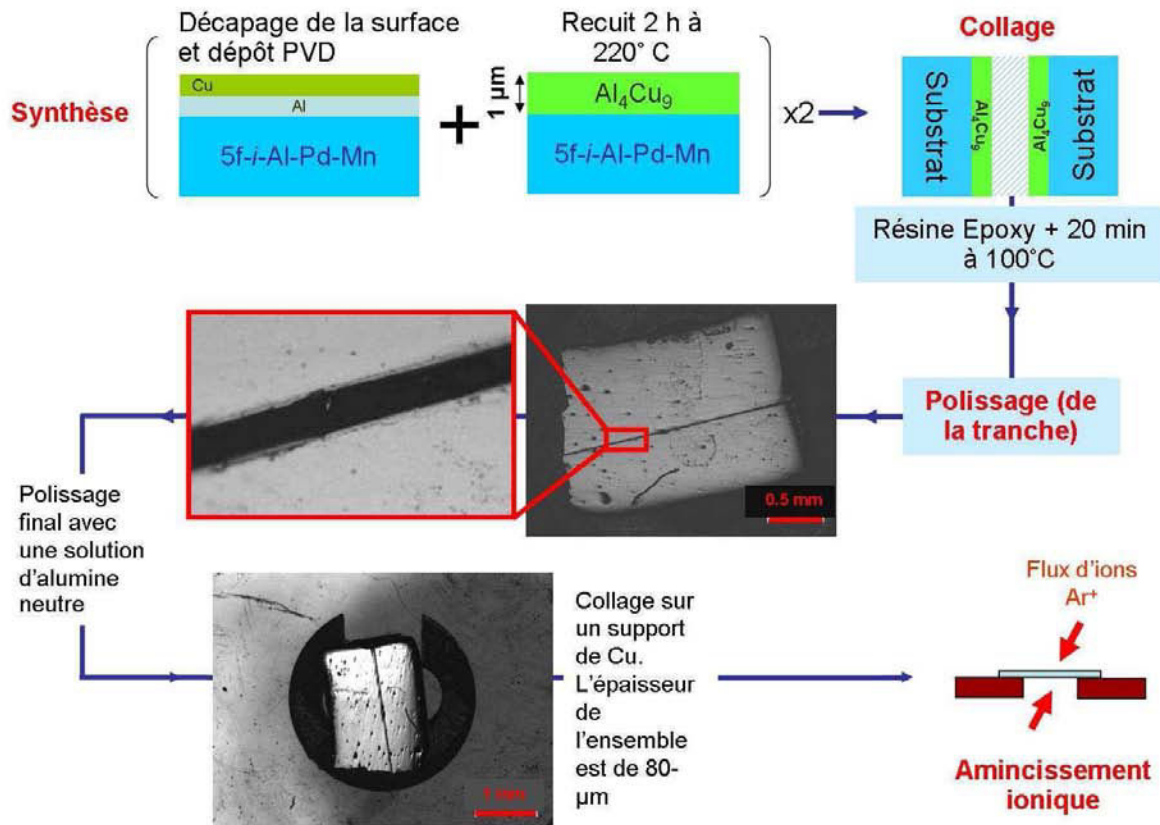 Décapage de la surface
et dépôt PVD
Recuit 2 h à
220° C
Collage
Synthèse
Cu
Al
5f-i-Al-Pd-Mn
+
1 µm
Al₄Cu₉
5f-i-Al-Pd-Mn
x2
Substrat
Al₄Cu₉
Al₄Cu₉
Substrat
Résine Epoxy + 20 min
à 100°C
Polissage (de
la tranche)
0.5 mm
Polissage
final avec
une solution
d'alumine
neutre
1 mm
Collage sur
un support
de Cu.
L'épaisseur
de
l'ensemble
est de 80-
µm
Flux d'ions
Ar⁺
Amincissement
ionique